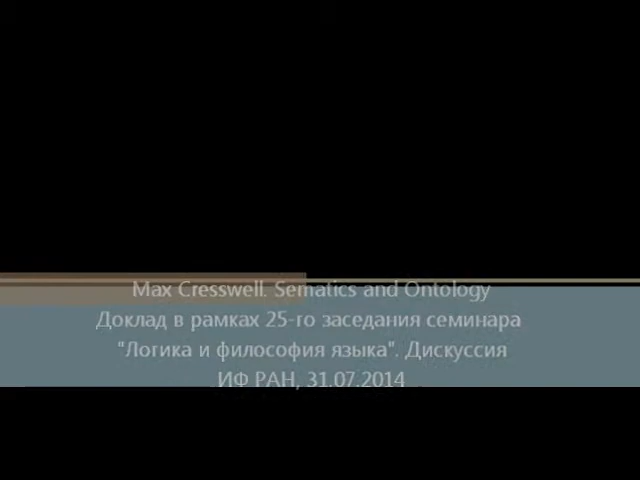 Max Cresswell. Sematics and Ontology
Доклад в рамках 25-го заседания семинара
"Логика и философия языка". Дискуссия
ИФ РАН, 31.07.2014